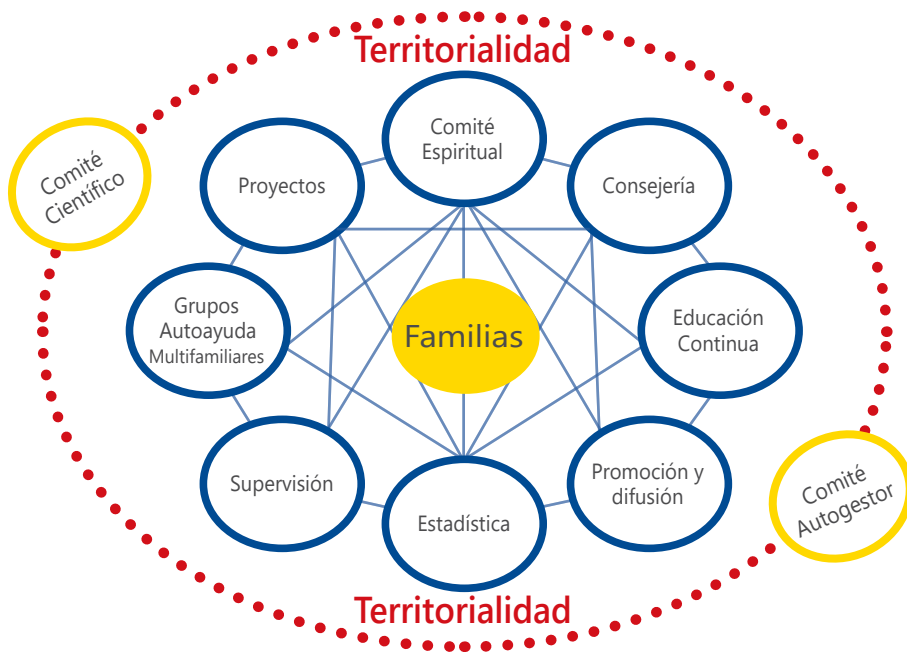 Territorialidad
Comité
Espiritual
Comité
Científico
Proyectos
Consejería
Grupos
Autoayuda
Multifamiliares
Familias
Educación
Continua
Supervisión
Estadística
Promoción y
difusión
Comité
Autogestor
Territorialidad